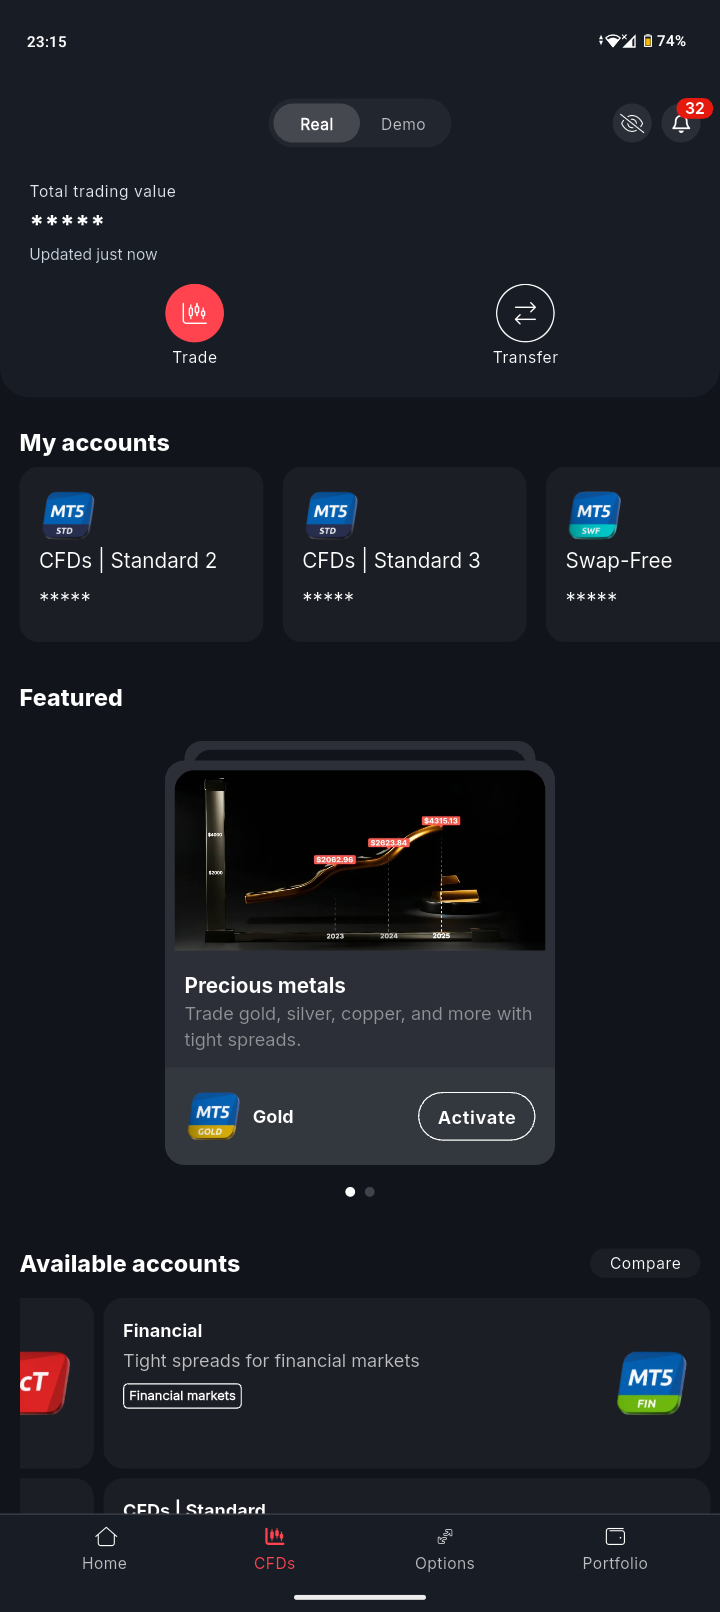 23:15
74%
Real
Demo
32
Total trading value
*****
Updated just now
Trade
Transfer
My accounts
MT5
STD
CFDs | Standard 2
*****
MT5
STD
CFDs | Standard 3
*****
MT5
SWF
Swap-Free
*****
Featured
$4000
$2000
$2062.96
$2623.84
$4315.13
2023
2024
2025
Precious metals
Trade gold, silver, copper, and more with
tight spreads.
MT5
GOLD
Gold
Activate
Available accounts
Compare
cT
Financial
Tight spreads for financial markets
Financial markets
MT5
FIN
CFDs | Standard
Home
CFDs
Options
Portfolio